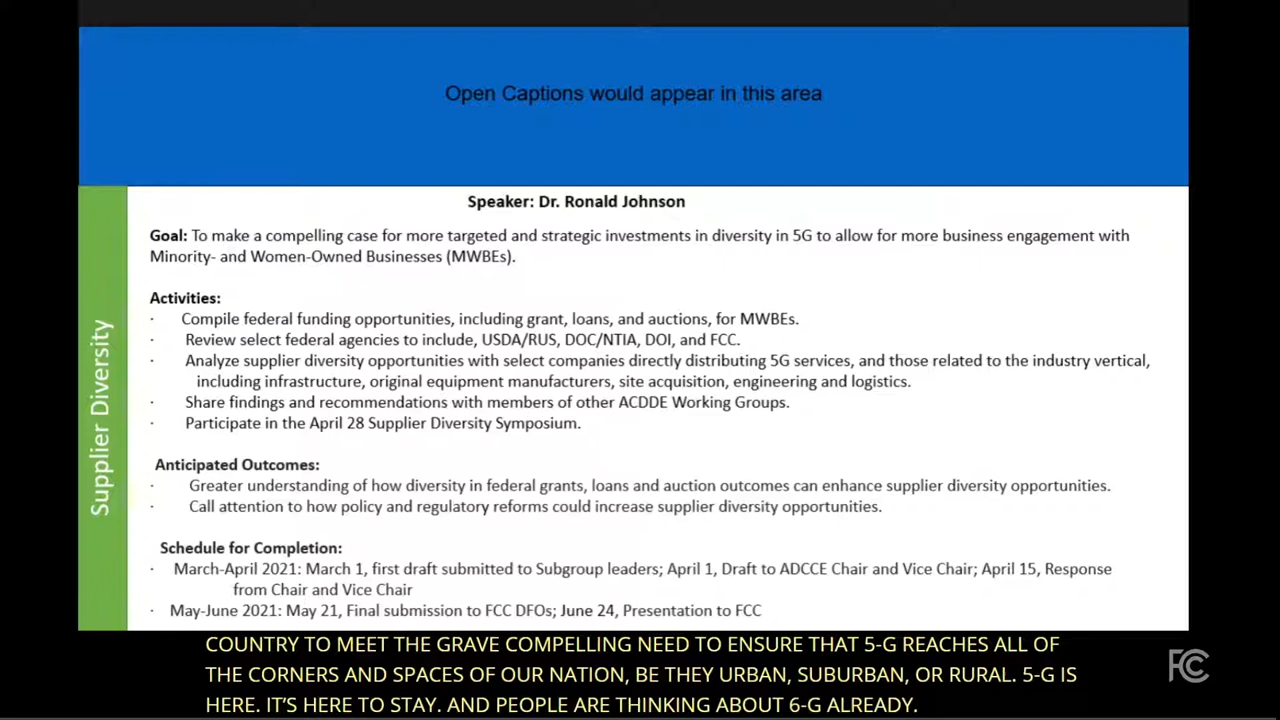 Open Captions would appear in this area
Speaker: Dr. Ronald Johnson
Goal: To make a compelling case for more targeted and strategic investments in diversity in 5G to allow for more business engagement with
Minority- and Women-Owned Businesses (MWBEs).
Activities:
· Compile federal funding opportunities, including grant, loans, and auctions, for MWBEs.
· Review select federal agencies to include, USDA/RUS, DOC/NTIA, DOI, and FCC.
· Analyze supplier diversity opportunities with select companies directly distributing 5G services, and those related to the industry vertical,
including infrastructure, original equipment manufacturers, site acquisition, engineering and logistics.
· Share findings and recommendations with members of other ACDDE Working Groups.
· Participate in the April 28 Supplier Diversity Symposium.
Supplier Diversity
Anticipated Outcomes:
· Greater understanding of how diversity in federal grants, loans and auction outcomes can enhance supplier diversity opportunities.
· Call attention to how policy and regulatory reforms could increase supplier diversity opportunities.
Schedule for Completion:
· March-April 2021: March 1, first draft submitted to Subgroup leaders; April 1, Draft to ADCCE Chair and Vice Chair; April 15, Response
from Chair and Vice Chair
· May-June 2021: May 21, Final submission to FCC DFOs; June 24, Presentation to FCC
COUNTRY TO MEET THE GRAVE COMPELLING NEED TO ENSURE THAT 5-G REACHES ALL OF
THE CORNERS AND SPACES OF OUR NATION, BE THEY URBAN, SUBURBAN, OR RURAL. 5-G IS
HERE. IT'S HERE TO STAY. AND PEOPLE ARE THINKING ABOUT 6-G ALREADY.
FCC